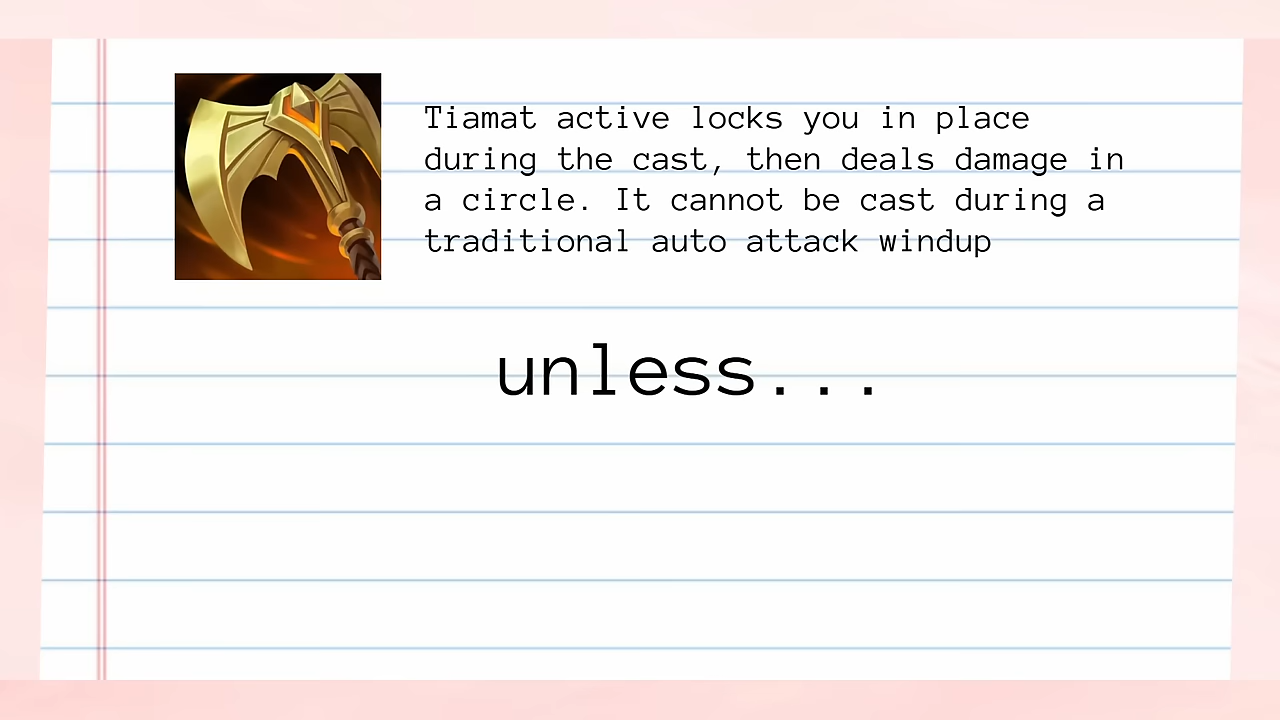 Tiamat active locks you in place
during the cast, then deals damage in
a circle. It cannot be cast during a
traditional auto attack windup
unless...